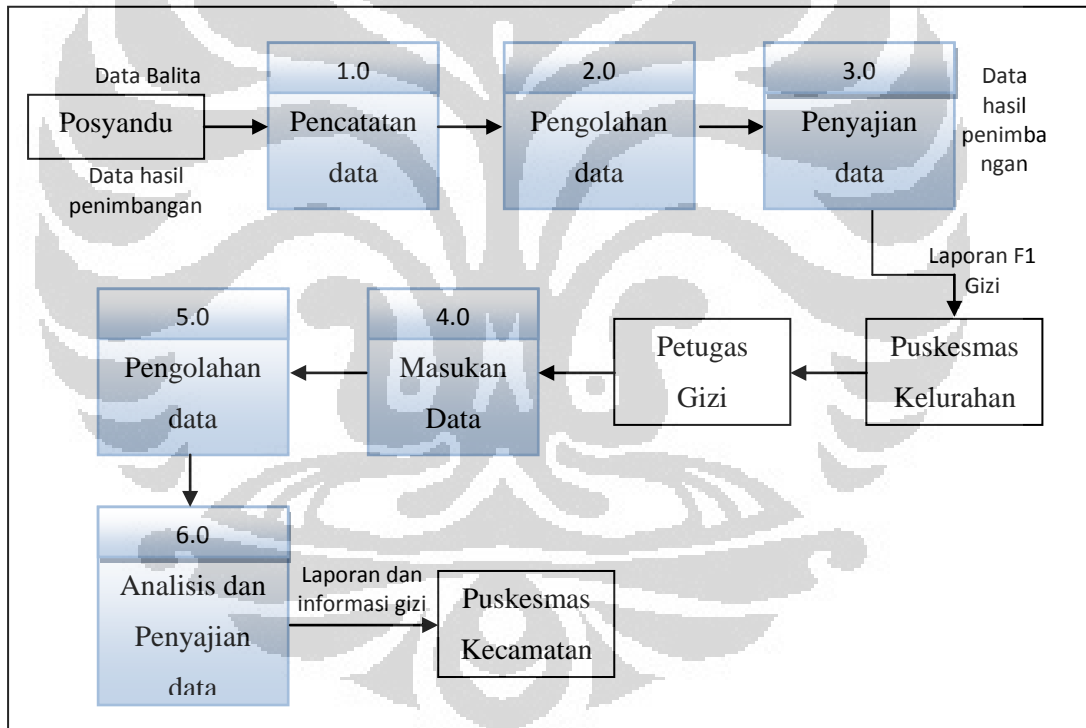 Data Balita
Posyandu
Data hasil
penimbangan
1.0
Pencatatan
data
2.0
Pengolahan
data
3.0
Penyajian
data
Data
hasil
penimba
ngan
Laporan F1
Gizi
Puskesmas
Kelurahan
Petugas
Gizi
4.0
Masukan
Data
5.0
Pengolahan
data
6.0
Analisis dan
Penyajian
data
Laporan dan
informasi gizi
Puskesmas
Kecamatan